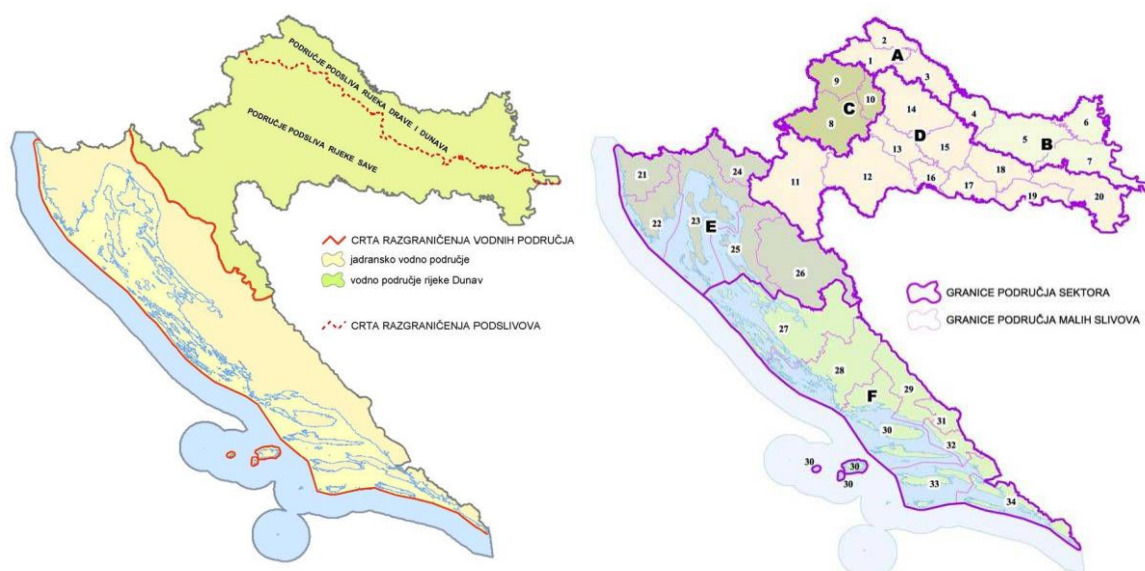 PODRUČJE PODSLIVA RIJEKA DRAVE I DUNAVA
PODRUČJE PODSLIVA RIJEKE SAVE
CRTA RAZGRANIČENJA VODNIH PODRUČJA
jadransko vodno područje
vodno područje rijeke Dunav
CRTA RAZGRANIČENJA PODSLIVOVA
2
A
1
3
9
10
C
8
14
4
6
D
5
B
13
15
7
11
12
16
18
17
19
20
21
24
22
23
E
25
26
GRANICE PODRUČJA SEKTORA
GRANICE PODRUČJA MALIH SLIVOVA
27
28
29
F
30
31
32
30
30
30
33
34